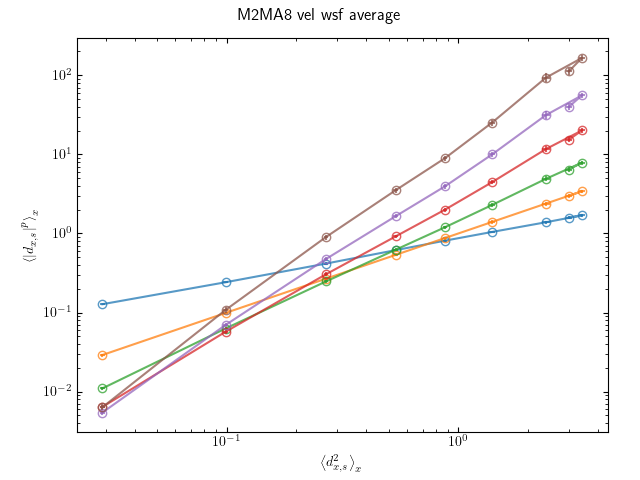 M2MA8 vel wsf average
10²
10¹
10⁰
10⁻¹
10⁻²
⟨|d_{x,s}|^p⟩_x
10⁻¹ 10⁰
⟨d²_{x,s}⟩_x